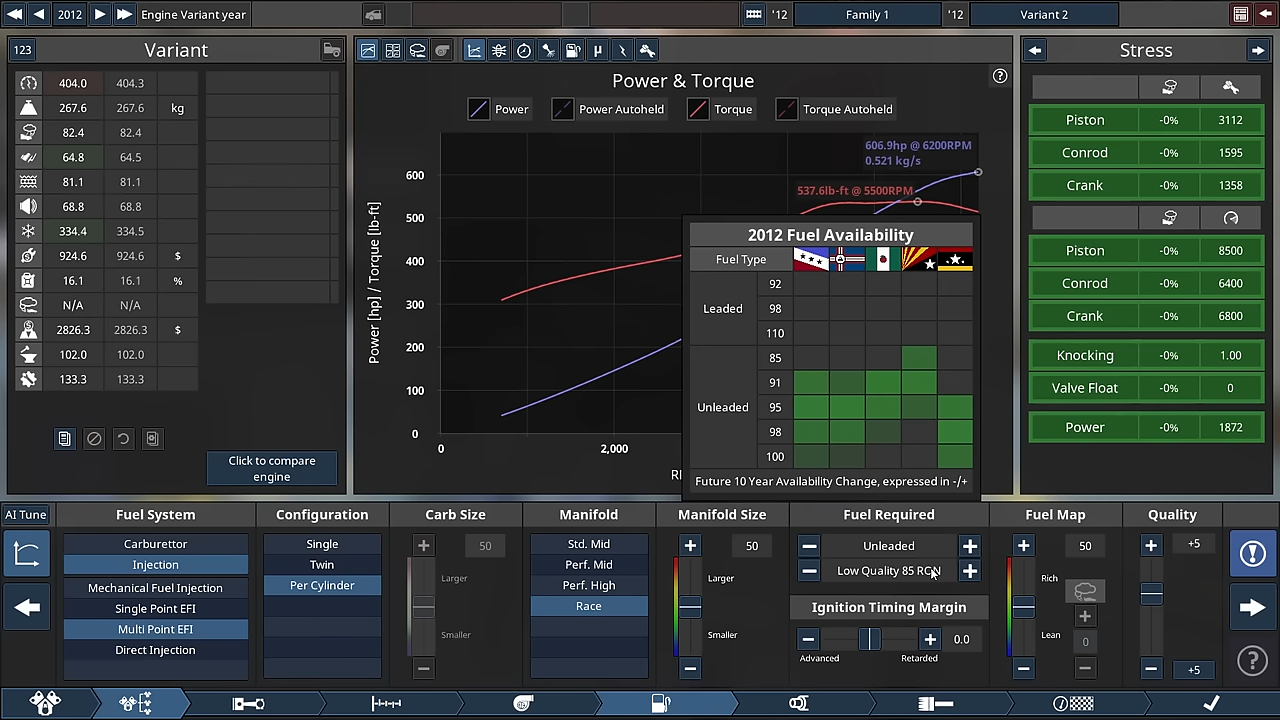 2012 Engine Variant year '12 Family 1 '12 Variant 2
123 Variant
404.0 404.3
267.6 267.6 kg
82.4 82.4
64.8 64.5
81.1 81.1
68.8 68.8
334.4 334.5
924.6 924.6 $
16.1 16.1 %
N/A N/A
2826.3 2826.3 $
102.0 102.0
133.3 133.3
Click to compare
engine
Power & Torque
Power Power Autoheld Torque Torque Autoheld
606.9hp @ 6200RPM
0.521 kg/s
537.6lb-ft @ 5500RPM
Power [hp] / Torque [lb-ft]
600
500
400
300
200
100
0
0 2,000
2012 Fuel Availability
Fuel Type
Leaded
92
98
110
Unleaded
85
91
95
98
100
Future 10 Year Availability Change, expressed in -/+
Stress
Piston -0% 3112
Conrod -0% 1595
Crank -0% 1358
Piston -0% 8500
Conrod -0% 6400
Crank -0% 6800
Knocking -0% 1.00
Valve Float -0% 0
Power -0% 1872
AI Tune
Fuel System
Carburettor
Injection
Mechanical Fuel Injection
Single Point EFI
Multi Point EFI
Direct Injection
Configuration
Single
Twin
Per Cylinder
Carb Size
50
Larger
Smaller
Manifold
Std. Mid
Perf. Mid
Perf. High
Race
Manifold Size
50
Larger
Smaller
Fuel Required
Unleaded
Low Quality 85 RON
Ignition Timing Margin
0.0
Advanced Retarded
Fuel Map
50
Rich
Lean
0
Quality
+5
+5